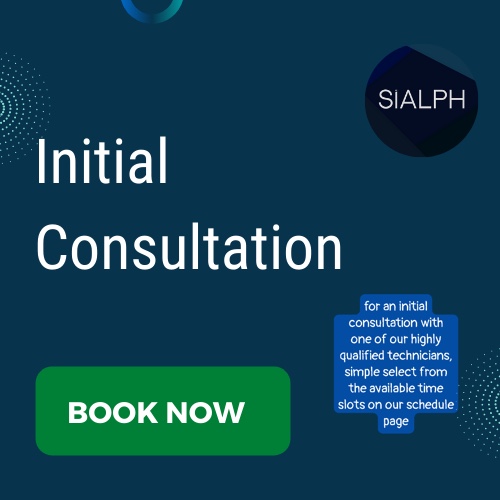 SIALPH
Initial
Consultation
for an initial
consultation with
one of our highly
qualified technicians,
simple select from
the available time
slots on our schedule
page
BOOK NOW